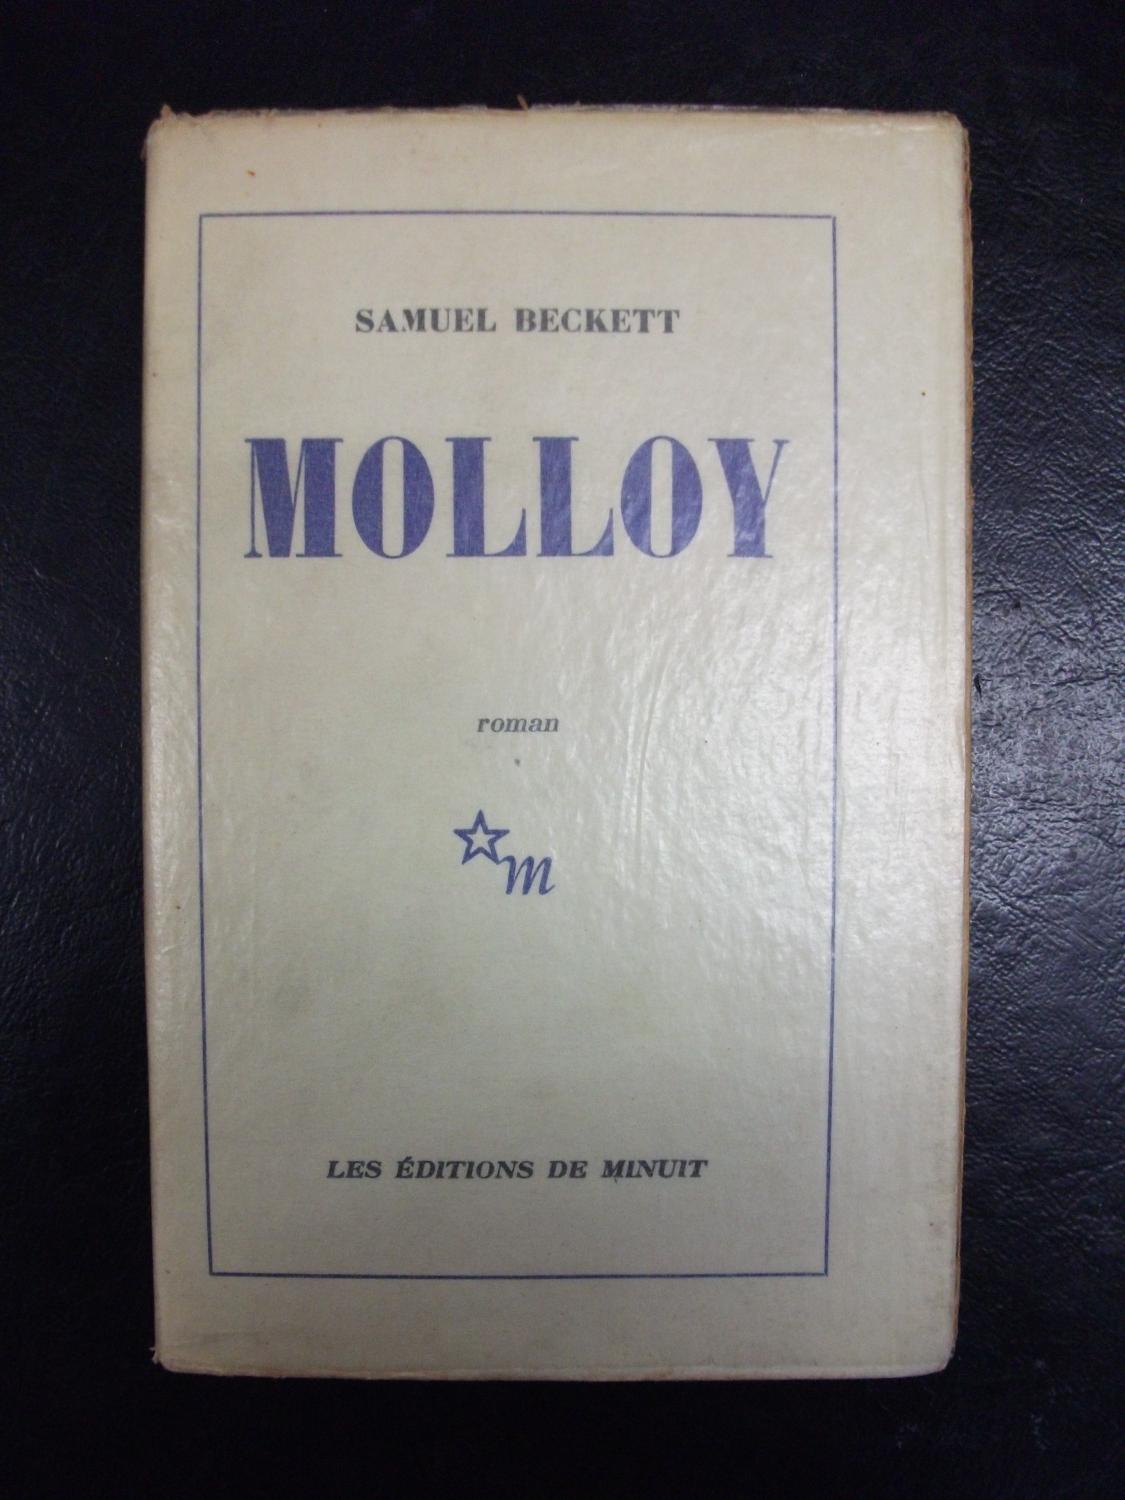 SAMUEL BECKETT
MOLLOY
roman
m
LES ÉDITIONS DE MINUIT